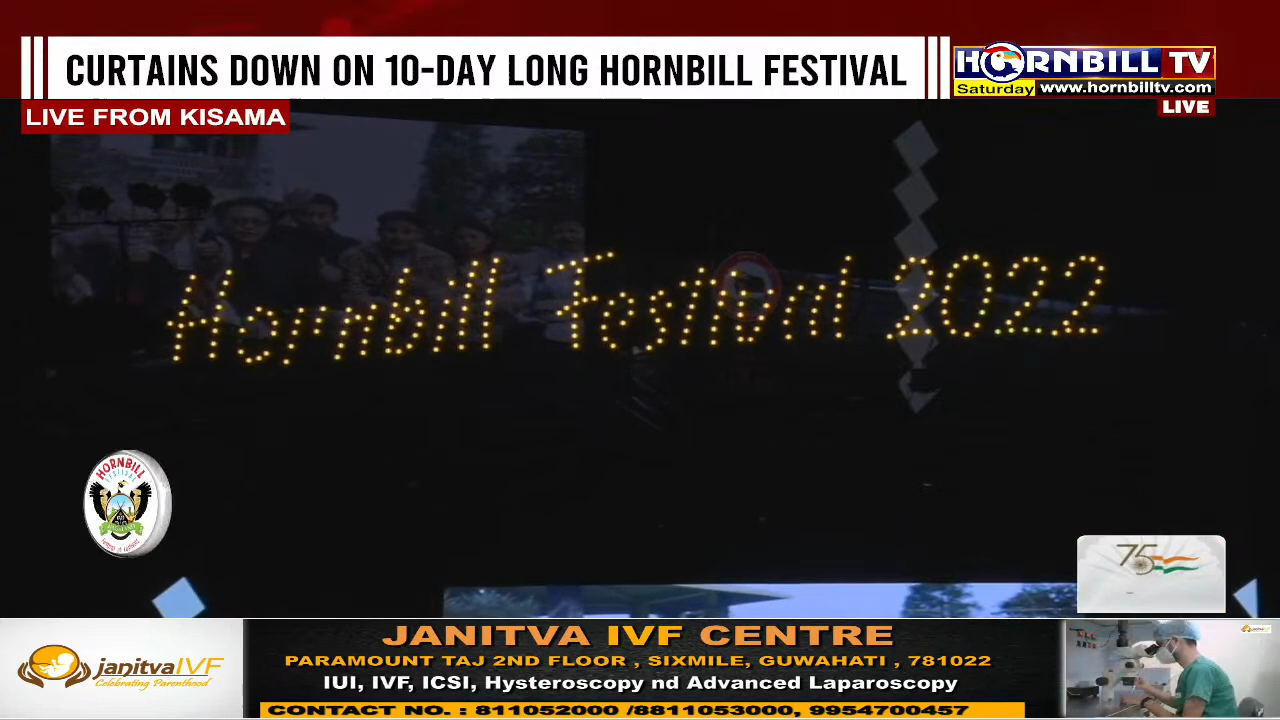 CURTAINS DOWN ON 10-DAY LONG HORNBILL FESTIVAL
HORNBILL TV
Saturday www.hornbilltv.com
LIVE
LIVE FROM KISAMA
Hornbill Festival 2022
HORNBILL
FESTIVAL
75
JANITVA IVF CENTRE
PARAMOUNT TAJ 2ND FLOOR , SIXMILE, GUWAHATI , 781022
janitvaIVF
Celebrating Parenthood
IUI, IVF, ICSI, Hysteroscopy nd Advanced Laparoscopy
CONTACT NO. : 811052000 /8811053000, 9954700457